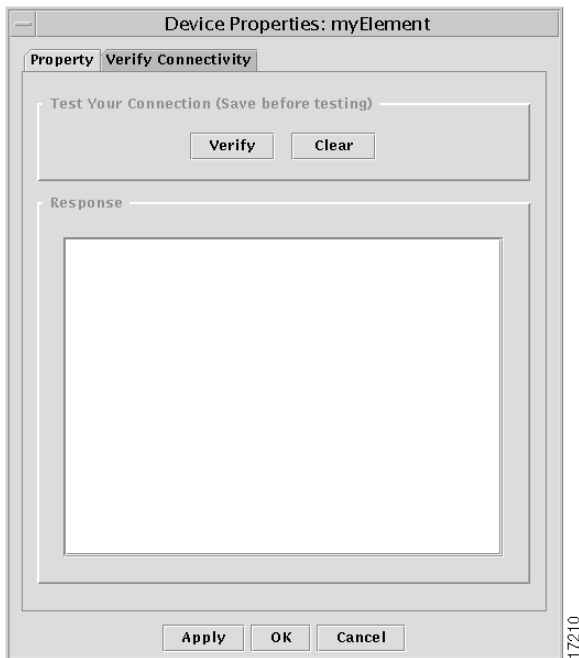 Device Properties: myElement
Property Verify Connectivity
Test Your Connection (Save before testing)
Verify Clear
Response
Apply OK Cancel
17210